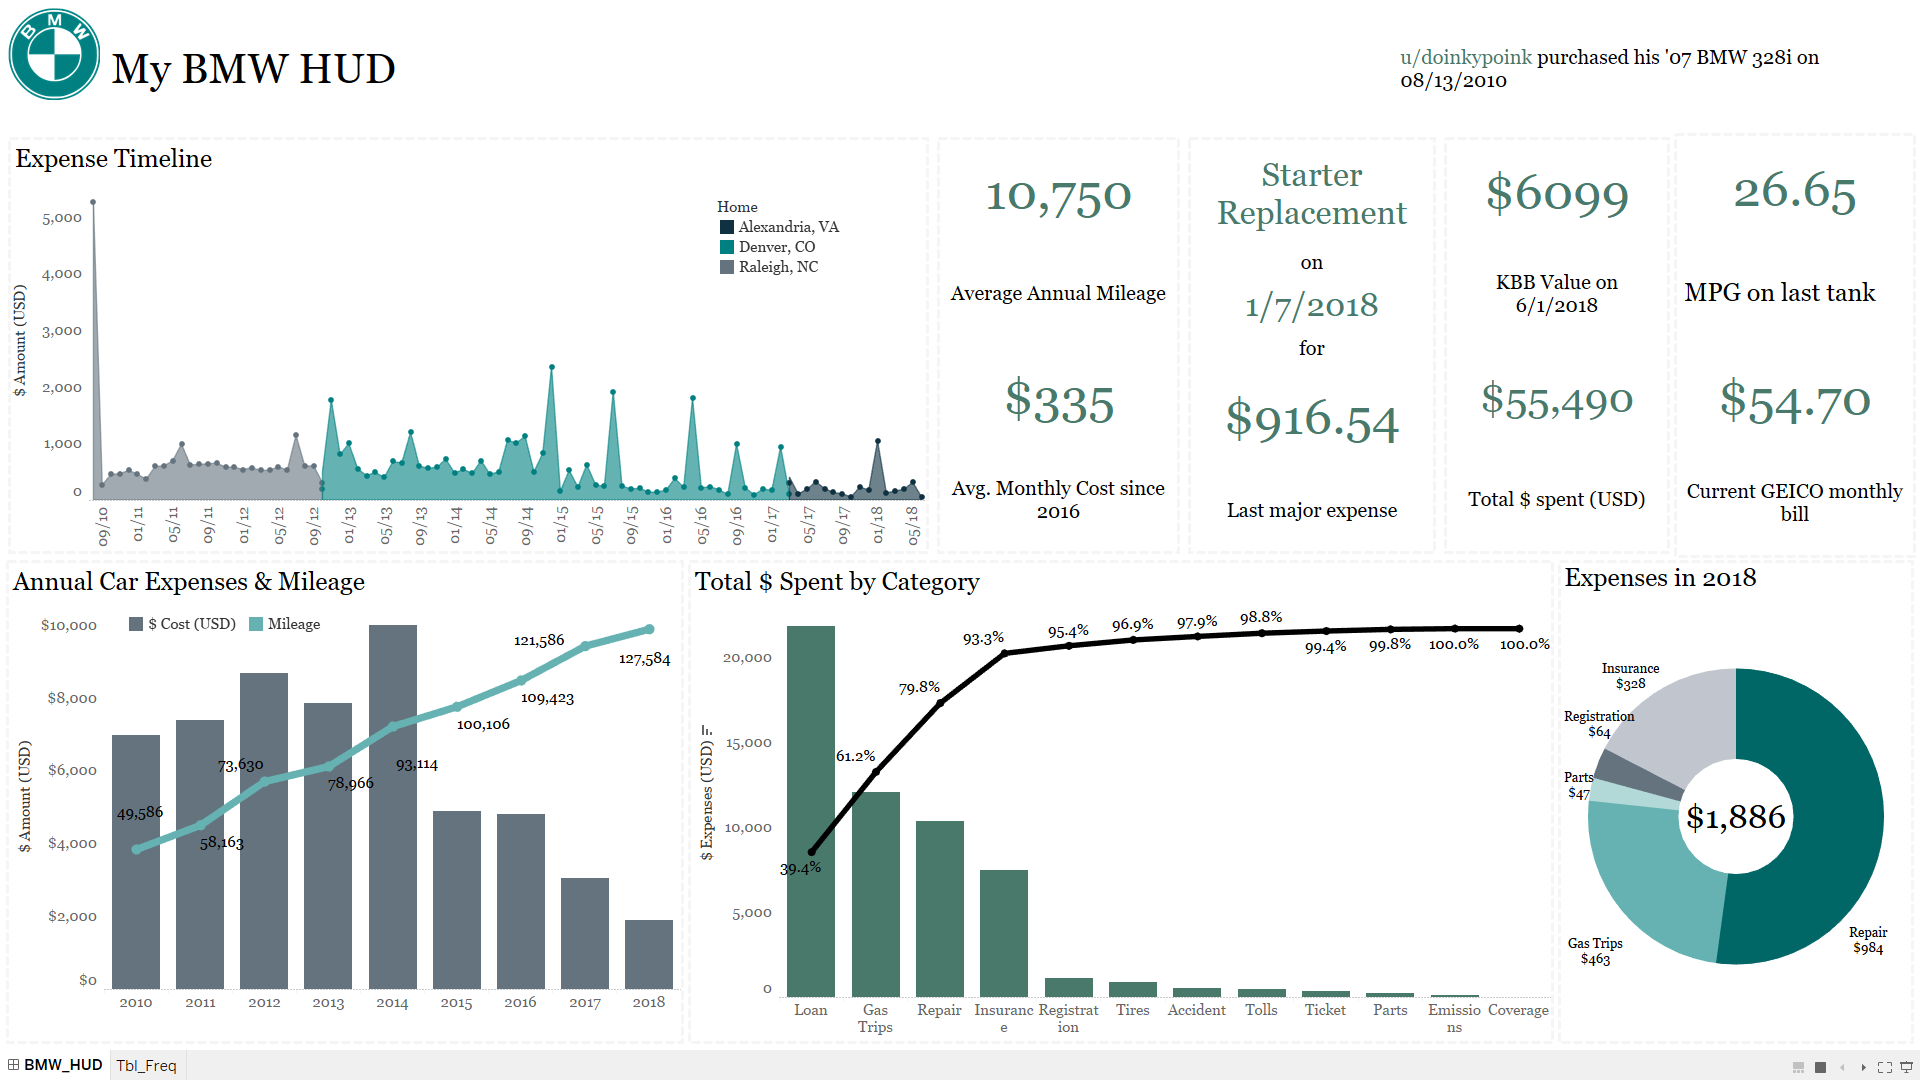 BMW
My BMW HUD
u/doinkypoink purchased his '07 BMW 328i on
08/13/2010
Expense Timeline
$ Amount (USD)
5,000
4,000
3,000
2,000
1,000
0
Home
Alexandria, VA
Denver, CO
Raleigh, NC
09/10
01/11
05/11
09/11
01/12
05/12
09/12
01/13
05/13
09/13
01/14
05/14
09/14
01/15
05/15
09/15
01/16
05/16
09/16
01/17
05/17
09/17
01/18
05/18
10,750
Average Annual Mileage
$335
Avg. Monthly Cost since
2016
Starter
Replacement
on
1/7/2018
for
$916.54
Last major expense
$6099
KBB Value on
6/1/2018
$55,490
Total $ spent (USD)
26.65
MPG on last tank
$54.70
Current GEICO monthly
bill
Annual Car Expenses & Mileage
$ Cost (USD)
Mileage
$ Amount (USD)
$10,000
$8,000
$6,000
$4,000
$2,000
$0
49,586
58,163
73,630
78,966
93,114
100,106
109,423
121,586
127,584
2010
2011
2012
2013
2014
2015
2016
2017
2018
Total $ Spent by Category
$ Expenses (USD)
20,000
15,000
10,000
5,000
0
39.4%
61.2%
79.8%
93.3%
95.4%
96.9%
97.9%
98.8%
99.4%
99.8%
100.0%
100.0%
Loan
Gas
Trips
Repair
Insuranc
e
Registrat
ion
Tires
Accident
Tolls
Ticket
Parts
Emissio
ns
Coverage
Expenses in 2018
Insurance
$328
Registration
$64
Parts
$47
$1,886
Gas Trips
$463
Repair
$984
BMW_HUD
Tbl_Freq